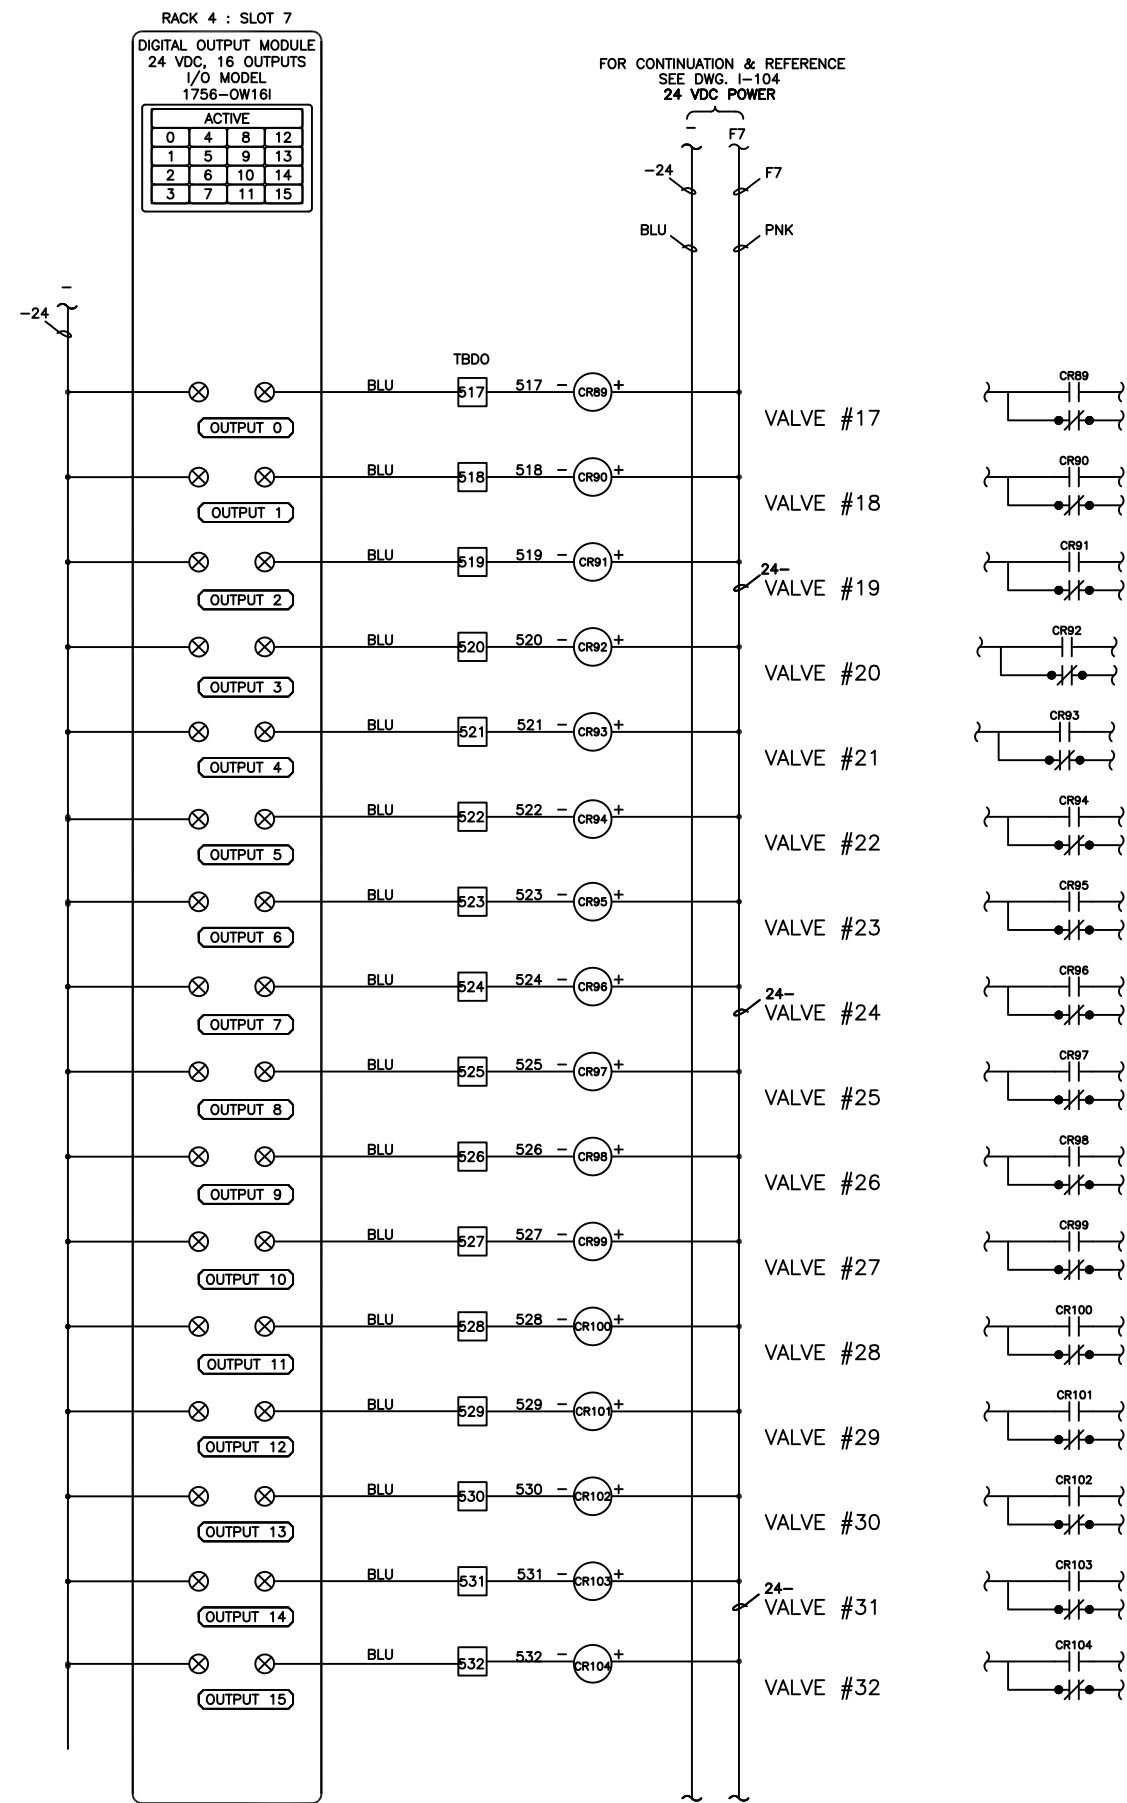 RACK 4 : SLOT 7
DIGITAL OUTPUT MODULE
24 VDC, 16 OUTPUTS
I/O MODEL
1756-OW16I
ACTIVE
0 4 8 12
1 5 9 13
2 6 10 14
3 7 11 15
FOR CONTINUATION & REFERENCE
SEE DWG. I-104
24 VDC POWER
- F7
-24 F7
BLU PNK
-
-24
TBDO
BLU 517 517 - CR89 + CR89
OUTPUT 0 VALVE #17
BLU 518 518 - CR90 + CR90
OUTPUT 1 VALVE #18
BLU 519 519 - CR91 + CR91
24-
OUTPUT 2 VALVE #19
BLU 520 520 - CR92 + CR92
OUTPUT 3 VALVE #20
BLU 521 521 - CR93 + CR93
OUTPUT 4 VALVE #21
BLU 522 522 - CR94 + CR94
OUTPUT 5 VALVE #22
BLU 523 523 - CR95 + CR95
OUTPUT 6 VALVE #23
BLU 524 524 - CR96 + CR96
24-
OUTPUT 7 VALVE #24
BLU 525 525 - CR97 + CR97
OUTPUT 8 VALVE #25
BLU 526 526 - CR98 + CR98
OUTPUT 9 VALVE #26
BLU 527 527 - CR99 + CR99
OUTPUT 10 VALVE #27
BLU 528 528 - CR100 + CR100
OUTPUT 11 VALVE #28
BLU 529 529 - CR101 + CR101
OUTPUT 12 VALVE #29
BLU 530 530 - CR102 + CR102
OUTPUT 13 VALVE #30
BLU 531 531 - CR103 + CR103
24-
OUTPUT 14 VALVE #31
BLU 532 532 - CR104 + CR104
OUTPUT 15 VALVE #32